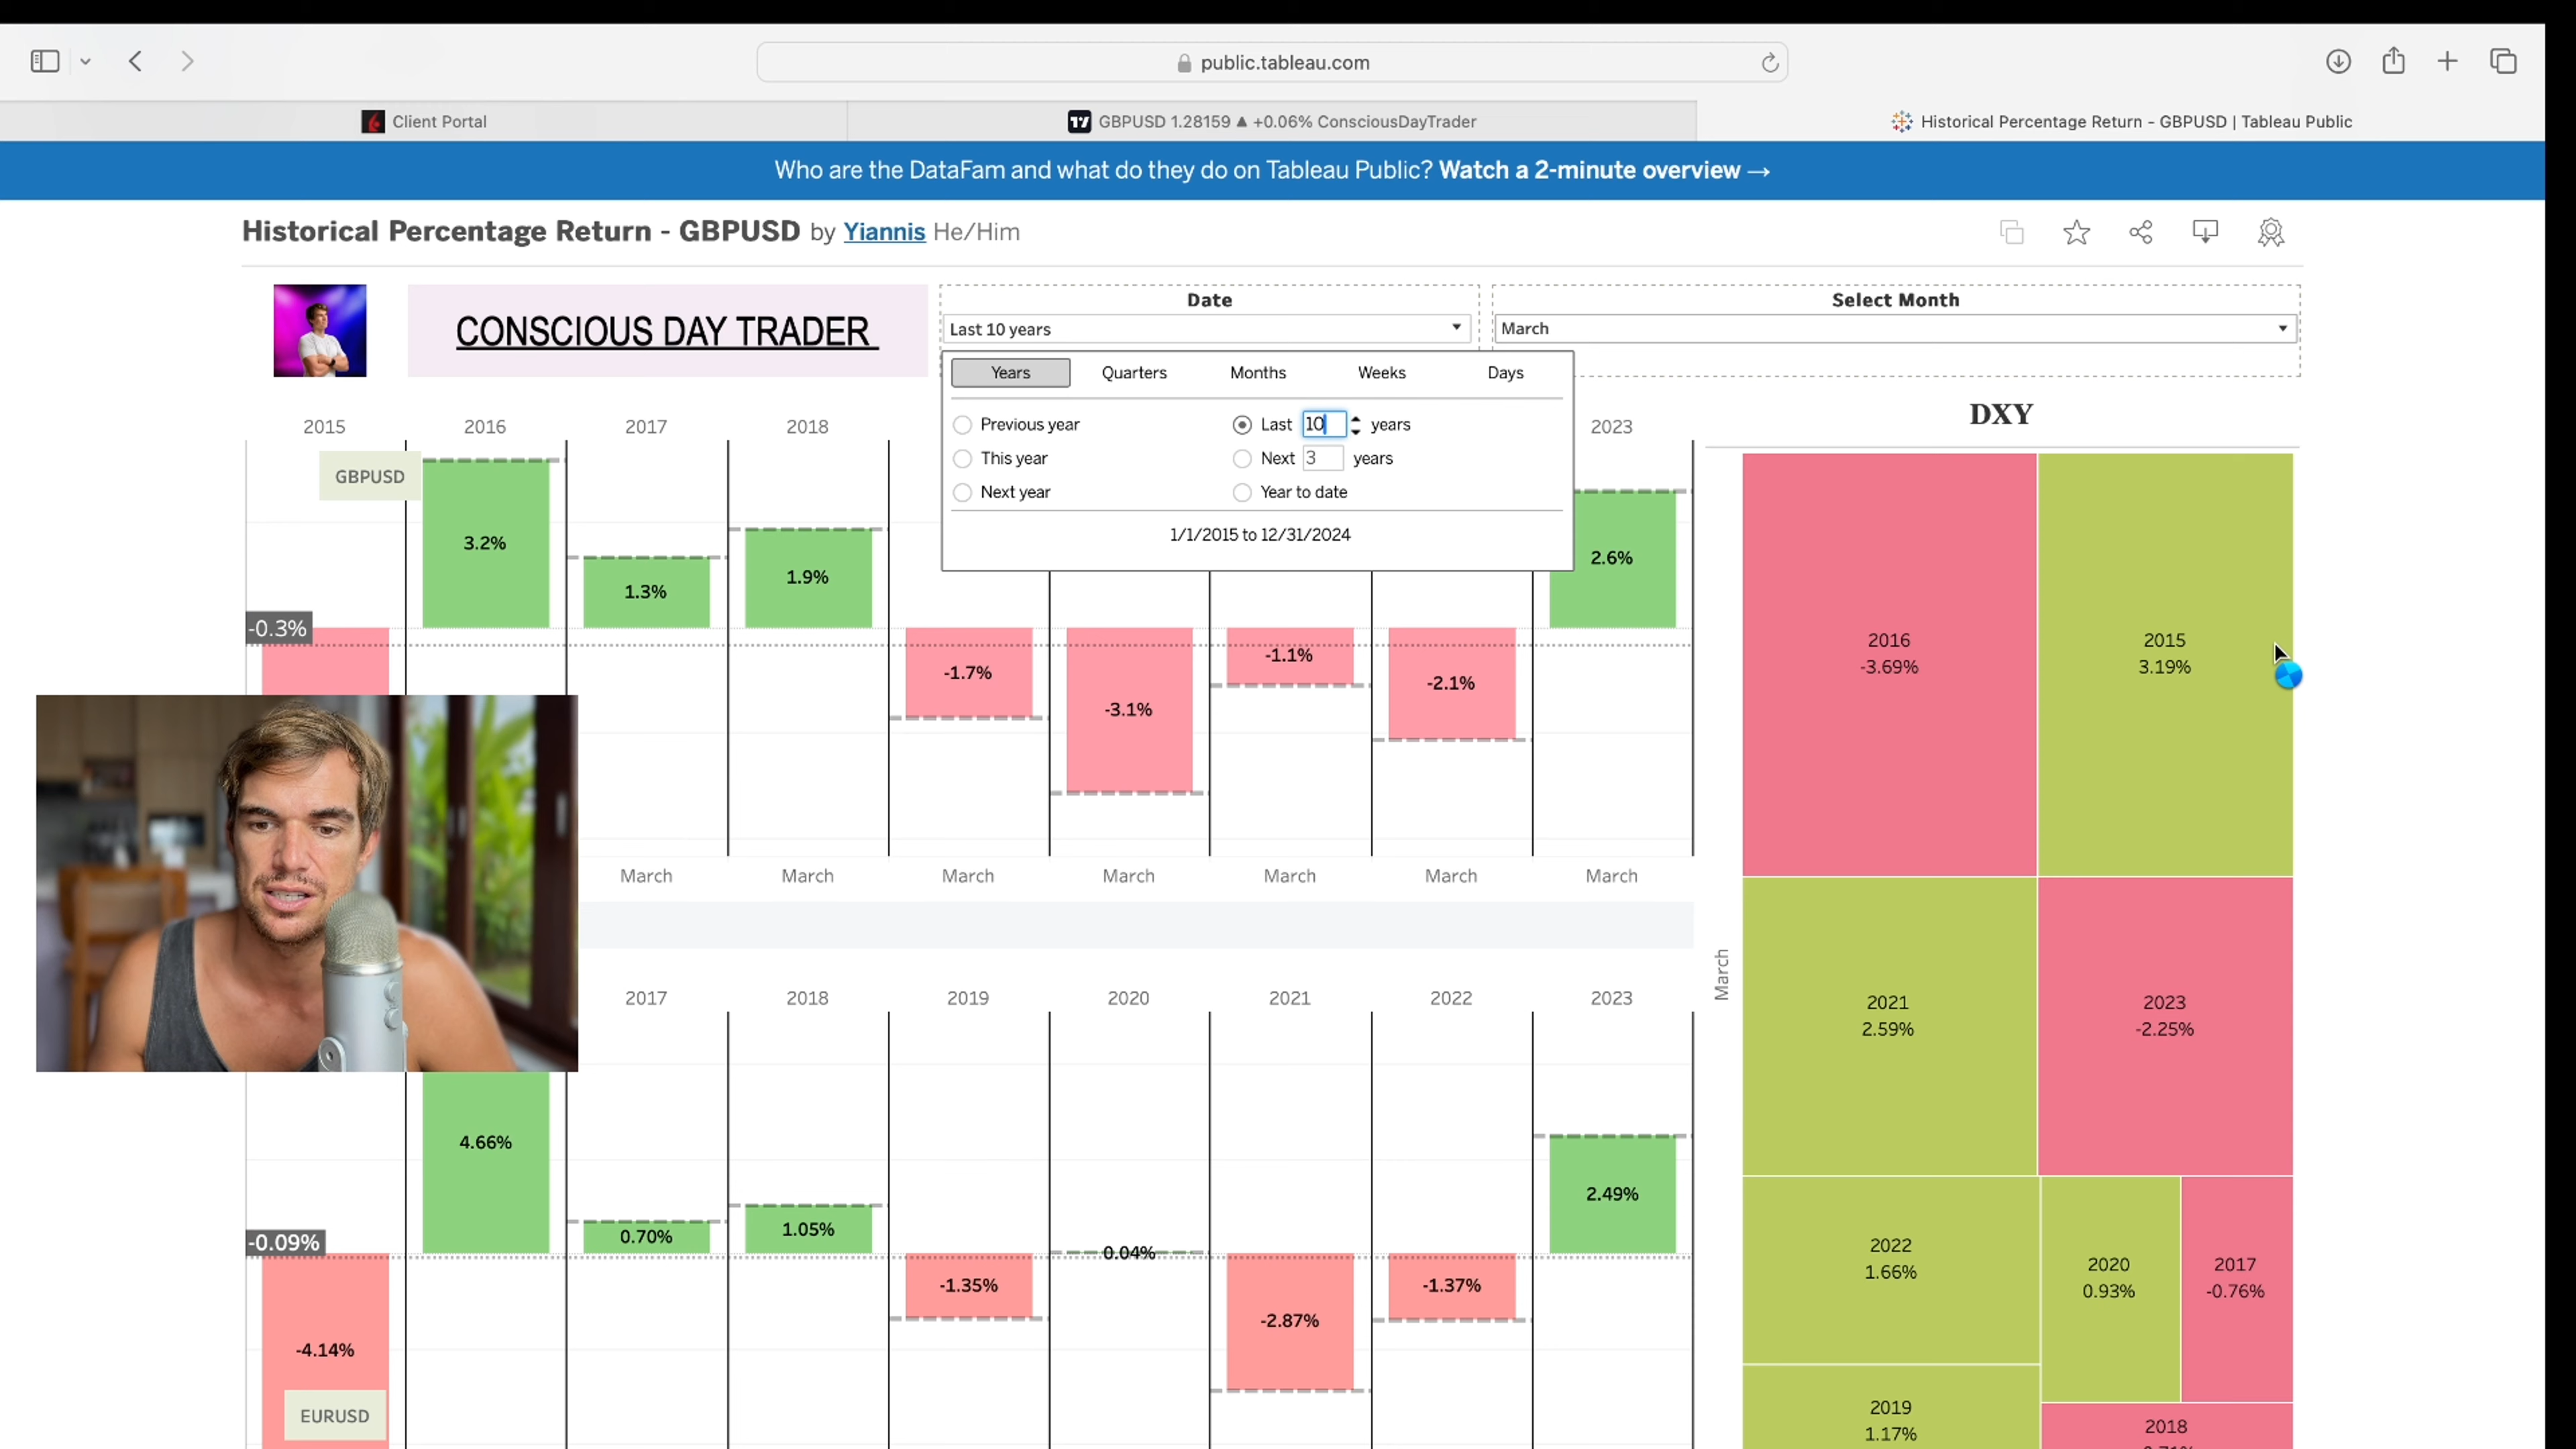 public.tableau.com
Client Portal
GBPUSD 1.28159 ▲ +0.06% ConsciousDayTrader
Historical Percentage Return - GBPUSD | Tableau Public
Who are the DataFam and what do they do on Tableau Public? Watch a 2-minute overview →
Historical Percentage Return - GBPUSD by Yiannis He/Him
CONSCIOUS DAY TRADER
Date
Last 10 years
Select Month
March
Years Quarters Months Weeks Days
Previous year
Last 10 years
This year
Next 3 years
Next year
Year to date
1/1/2015 to 12/31/2024
2015 2016 2017 2018 2023
GBPUSD
3.2%
1.3%
1.9%
2.6%
-0.3%
-1.7%
-3.1%
-1.1%
-2.1%
March March March March March March March
2017 2018 2019 2020 2021 2022 2023
4.66%
0.70%
1.05%
0.04%
2.49%
-0.09%
-4.14%
-1.35%
-2.87%
-1.37%
EURUSD
DXY
March
2016
-3.69%
2015
3.19%
2021
2.59%
2023
-2.25%
2022
1.66%
2020
0.93%
2017
-0.76%
2019
1.17%
2018